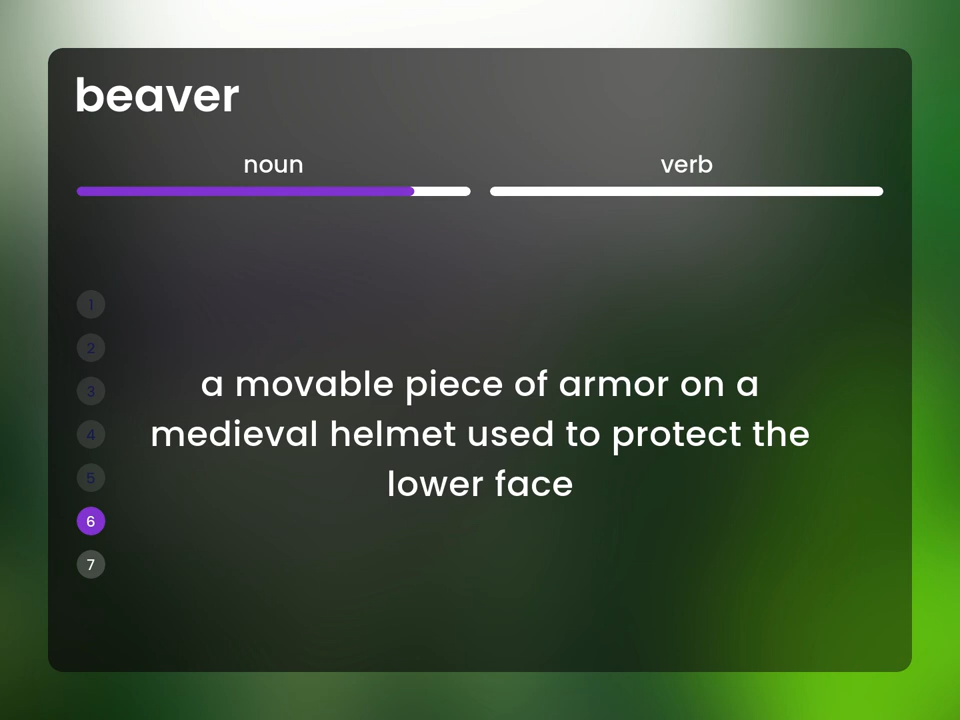 beaver
noun
verb
1
2
3
4
5
6
7
a movable piece of armor on a
medieval helmet used to protect the
lower face